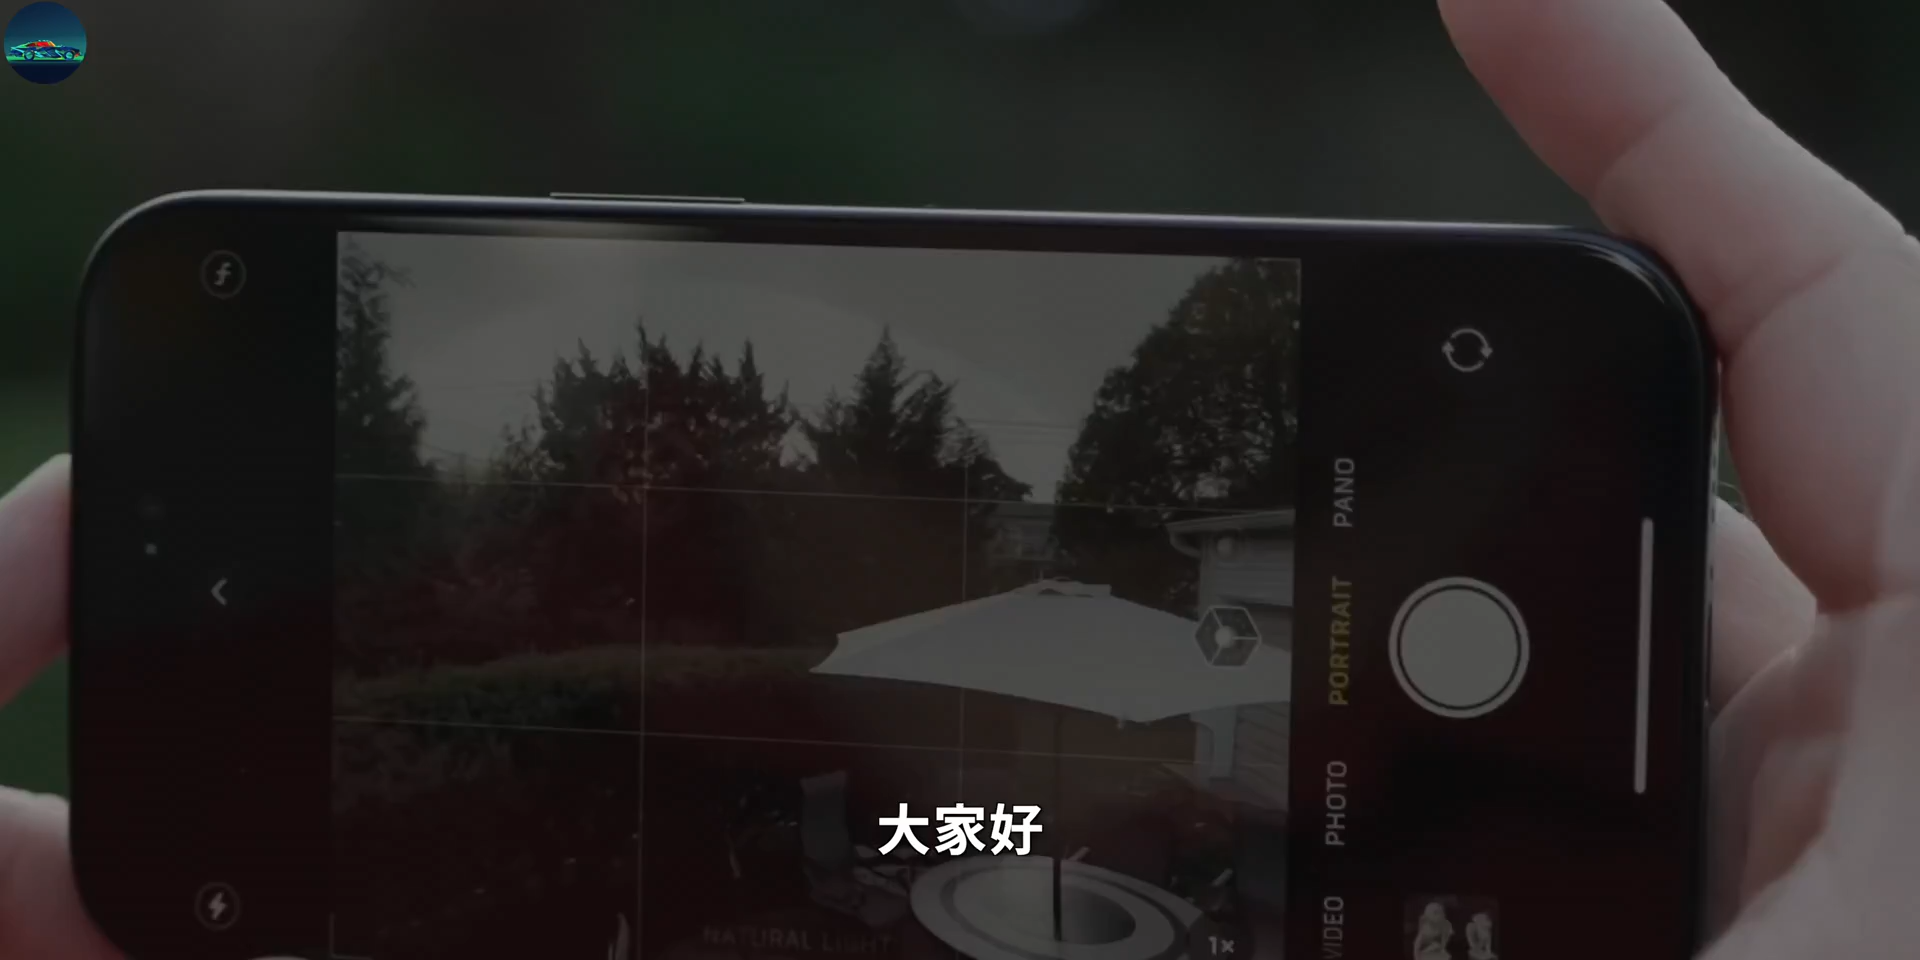 PANO
PORTRAIT
PHOTO
VIDEO
大家好
NATURAL LIGHT
1x